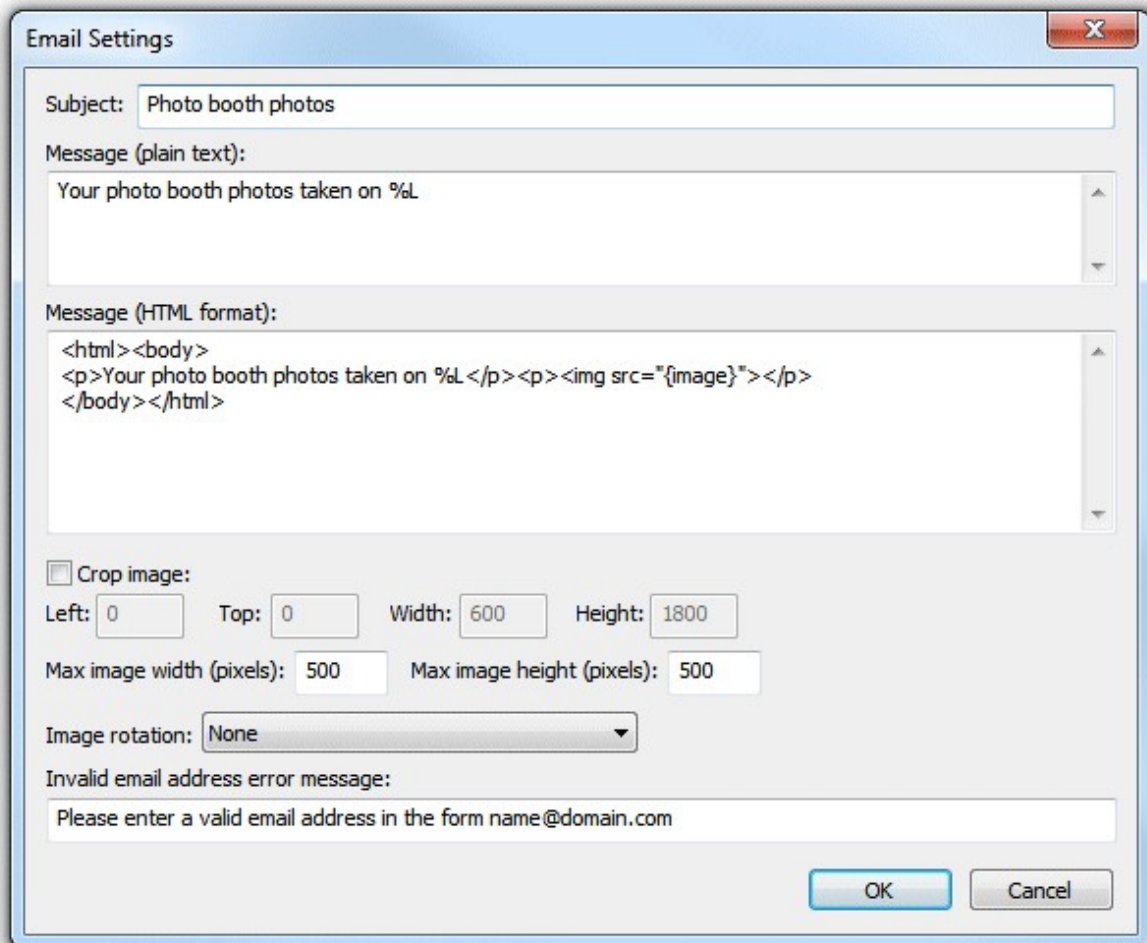 Email Settings
Subject: Photo booth photos
Message (plain text):
Your photo booth photos taken on %L
Message (HTML format):
<html><body>
<p>Your photo booth photos taken on %L</p><p><img src="{image}"></p>
</body></html>
Crop image:
Left: 0 Top: 0 Width: 600 Height: 1800
Max image width (pixels): 500 Max image height (pixels): 500
Image rotation: None
Invalid email address error message:
Please enter a valid email address in the form name@domain.com
OK Cancel